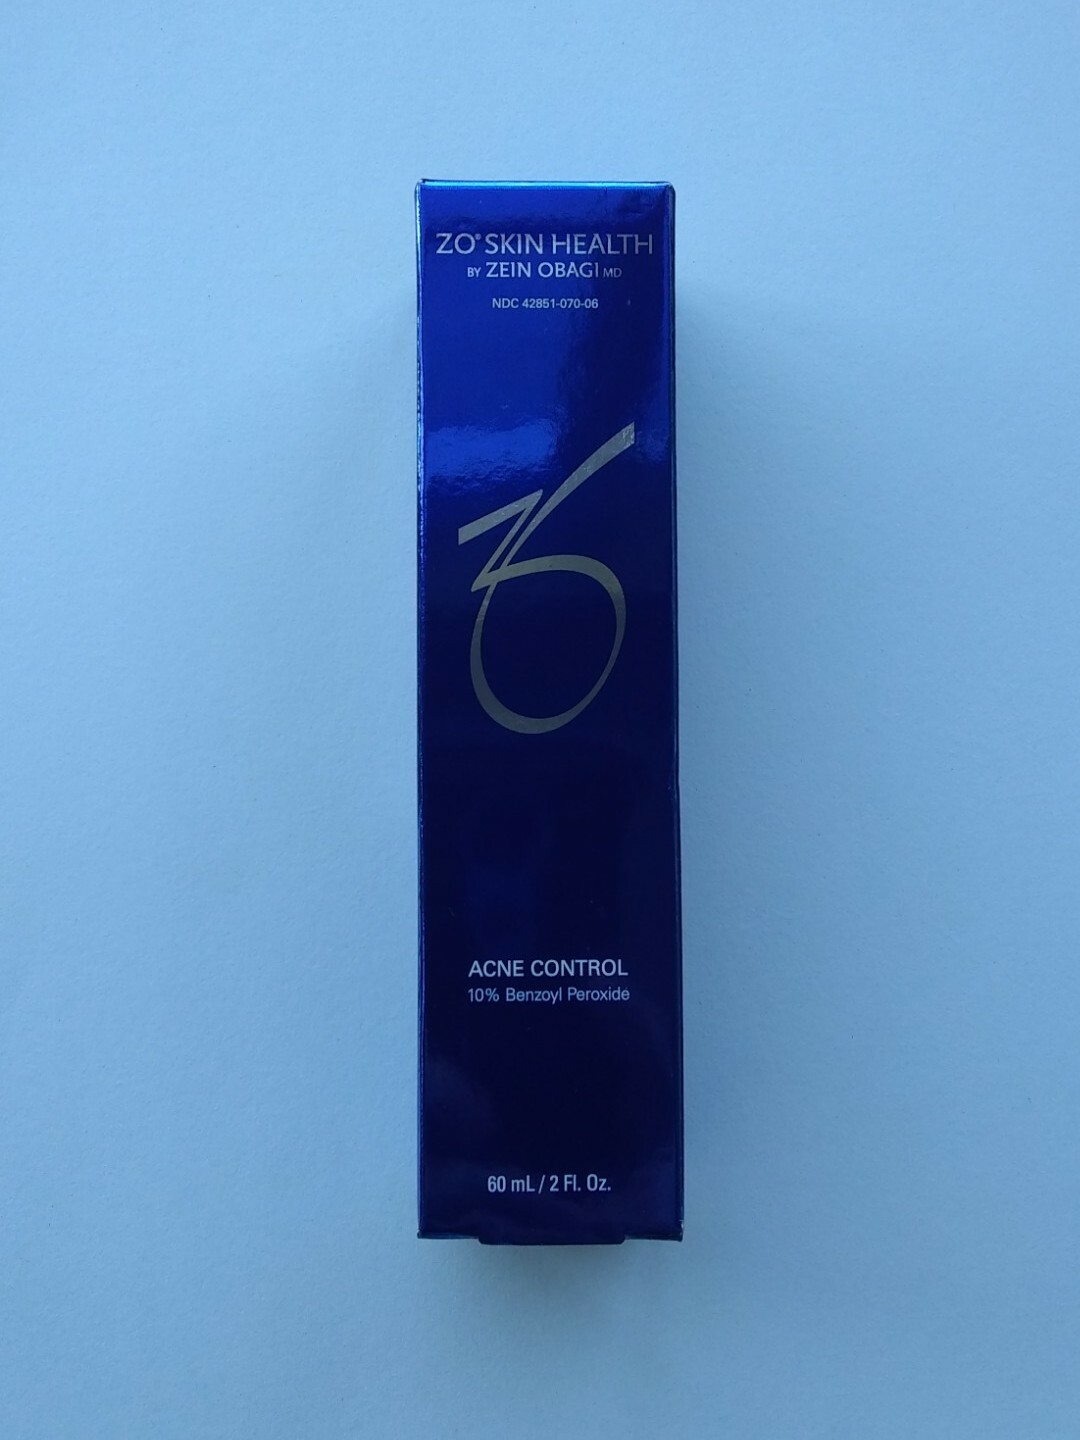 ZO® SKIN HEALTH
BY ZEIN OBAGI MD
NDC 42851-070-06
ZO
ACNE CONTROL
10% Benzoyl Peroxide
60 mL / 2 Fl. Oz.